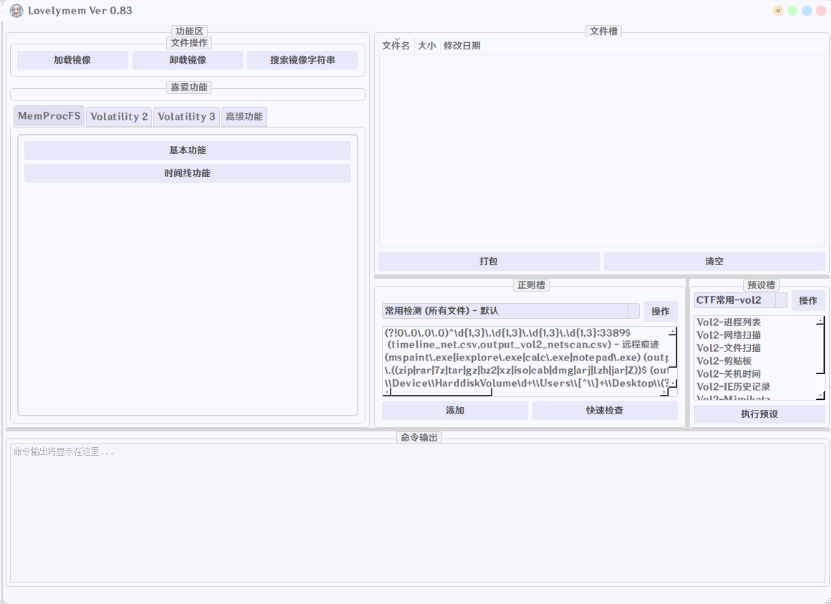 Lovelymem Ver 0.83
功能区
文件操作
加载镜像
卸载镜像
搜索镜像字符串
喜爱功能
MemProcFS
Volatility 2
Volatility 3
高级功能
基本功能
时间线功能
文件槽
文件名 大小 修改日期
打包
清空
正则槽
常用检测 (所有文件) - 默认
操作
(?!0\.0\.0\.0)^\d{1,3}\.\d{1,3}\.\d{1,3}\.\d{1,3}:3389$
(timeline_net.csv,output_vol2_netscan.csv) - 远程痕迹
(mspaint\.exe|iexplore\.exe|calc\.exe|notepad\.exe) (outp
\.((zip|rar|7z|tar|gz|bz2|xz|iso|cab|dmg|arj|lzh|jar|Z))$ (ou
\\Device\\HarddiskVolume\d+\\Users\\[^\\]+\\Desktop\\(?
添加
快速检查
预设槽
CTF常用-vol2
操作
Vol2-进程列表
Vol2-网络扫描
Vol2-文件扫描
Vol2-剪贴板
Vol2-关机时间
Vol2-IE历史记录
Vol2-Mimikatz
执行预设
命令输出
命令输出将显示在这里...